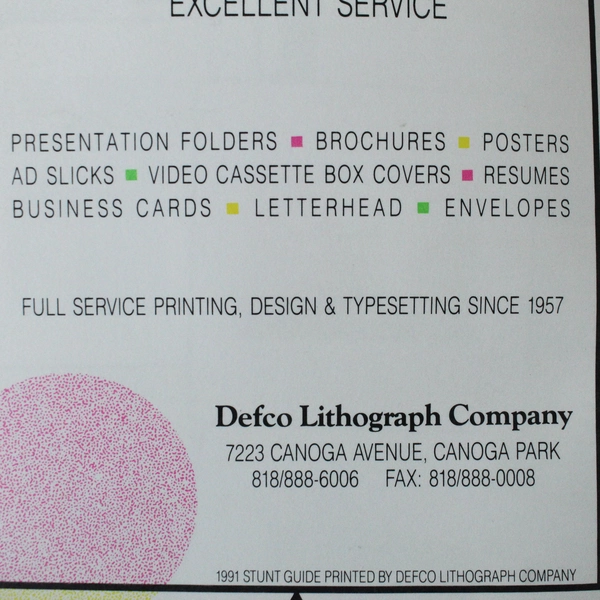 EXCELLENT SERVICE
PRESENTATION FOLDERS ■ BROCHURES ■ POSTERS
AD SLICKS ■ VIDEO CASSETTE BOX COVERS ■ RESUMES
BUSINESS CARDS ■ LETTERHEAD ■ ENVELOPES
FULL SERVICE PRINTING, DESIGN & TYPESETTING SINCE 1957
Defco Lithograph Company
7223 CANOGA AVENUE, CANOGA PARK
818/888-6006 FAX: 818/888-0008
1991 STUNT GUIDE PRINTED BY DEFCO LITHOGRAPH COMPANY